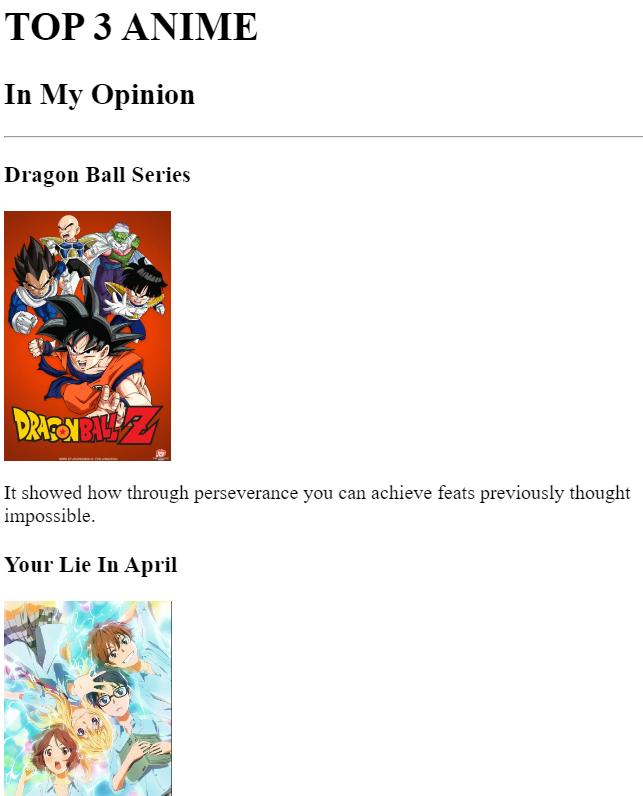 TOP 3 ANIME
In My Opinion
Dragon Ball Series
DRAGON BALL Z
It showed how through perseverance you can achieve feats previously thought
impossible.
Your Lie In April